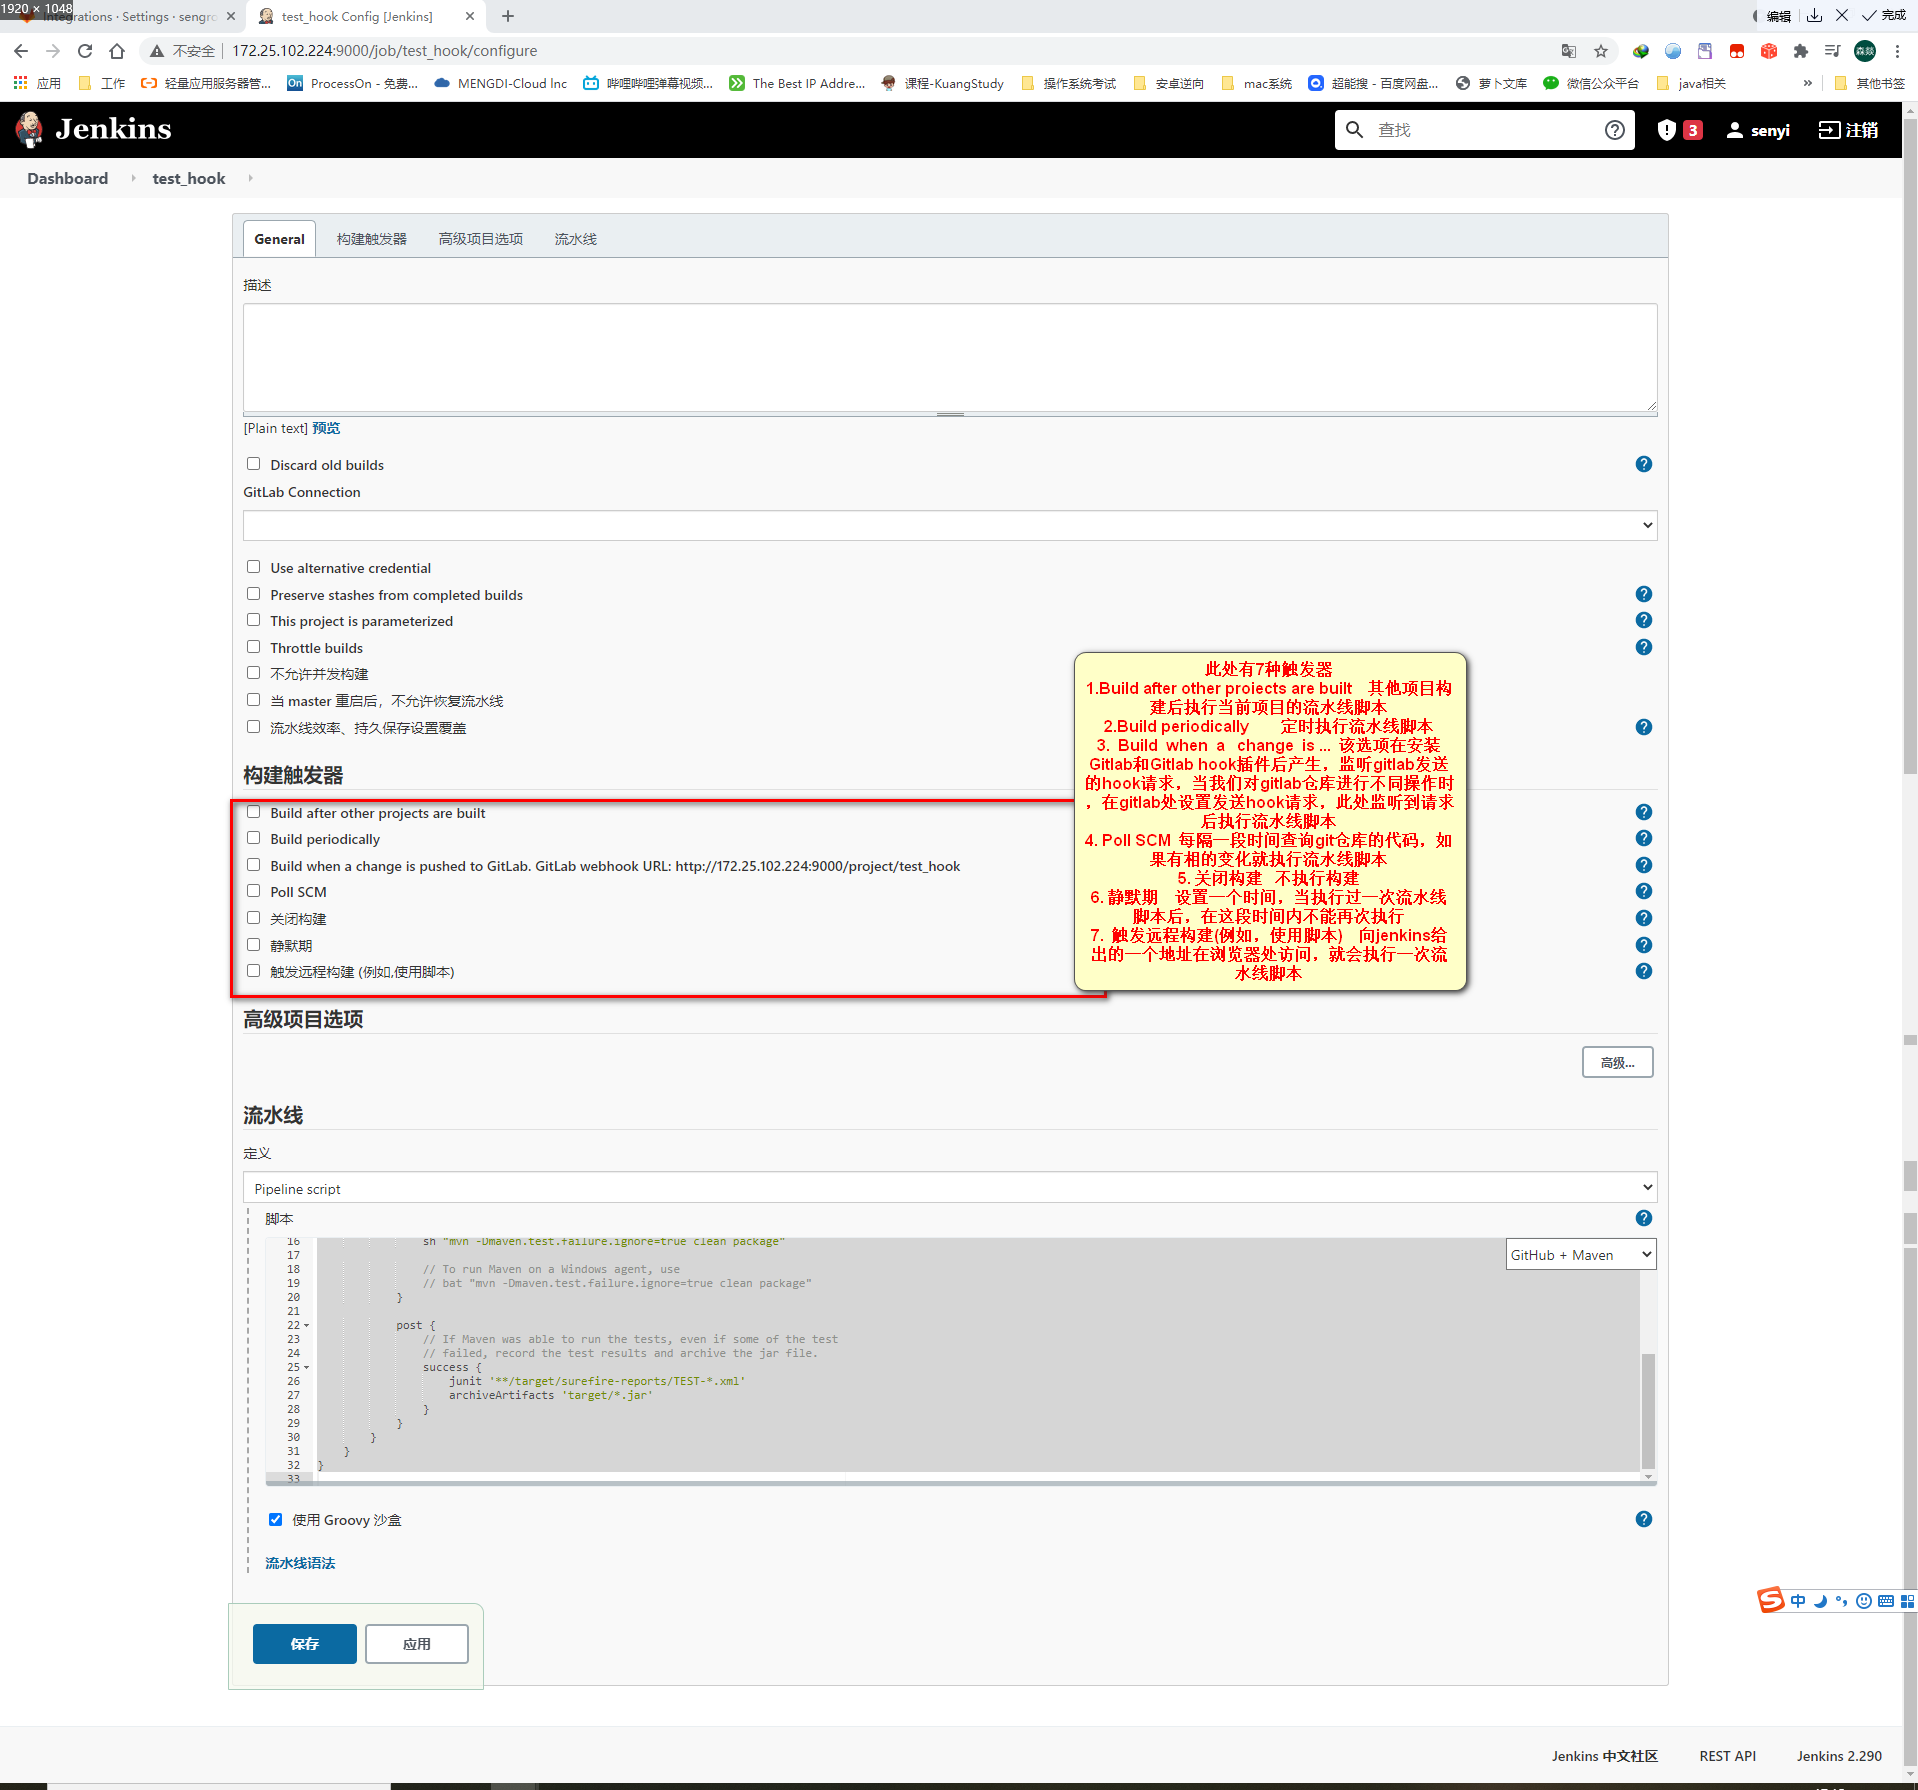 1920 × 1048
Integrations · Settings · sengro
test_hook Config [Jenkins]
编辑
完成
不安全
172.25.102.224:9000/job/test_hook/configure
应用
工作
轻量应用服务器管...
On
ProcessOn - 免费...
MENGDI-Cloud lnc
哔哩哔哩弹幕视频...
The Best IP Addre...
课程-KuangStudy
操作系统考试
安卓逆向
mac系统
超能搜 - 百度网盘...
萝卜文库
微信公众平台
java相关
»
其他书签
Jenkins
查找
3
senyi
注销
Dashboard
test_hook
General
构建触发器
高级项目选项
流水线
描述
[Plain text] 预览
Discard old builds
GitLab Connection
Use alternative credential
Preserve stashes from completed builds
This project is parameterized
Throttle builds
不允许并发构建
当 master 重启后，不允许恢复流水线
流水线效率、持久保存设置覆盖
构建触发器
Build after other projects are built
Build periodically
Build when a change is pushed to GitLab. GitLab webhook URL: http://172.25.102.224:9000/project/test_hook
Poll SCM
关闭构建
静默期
触发远程构建 (例如,使用脚本)
此处有7种触发器
1.Build after other projects are built 其他项目构
建后执行当前项目的流水线脚本
2.Build periodically 定时执行流水线脚本
3. Build when a change is ... 该选项在安装
Gitlab和Gitlab hook插件后产生，监听gitlab发送
的hook请求，当我们对gitlab仓库进行不同操作时
，在gitlab处设置发送hook请求，此处监听到请求
后执行流水线脚本
4. Poll SCM 每隔一段时间查询git仓库的代码，如
果有相的变化就执行流水线脚本
5. 关闭构建 不执行构建
6. 静默期 设置一个时间，当执行过一次流水线
脚本后，在这段时间内不能再次执行
7. 触发远程构建(例如，使用脚本) 向jenkins给
出的一个地址在浏览器处访问，就会执行一次流
水线脚本
高级项目选项
高级...
流水线
定义
Pipeline script
脚本
GitHub + Maven
16 sh "mvn -Dmaven.test.failure.ignore=true clean package"
17
18 // To run Maven on a Windows agent, use
19 // bat "mvn -Dmaven.test.failure.ignore=true clean package"
20 }
21
22 post {
23 // If Maven was able to run the tests, even if some of the test
24 // failed, record the test results and archive the jar file.
25 success {
26 junit '**/target/surefire-reports/TEST-*.xml'
27 archiveArtifacts 'target/*.jar'
28 }
29 }
30 }
31 }
32 }
33
使用 Groovy 沙盒
流水线语法
中
保存
应用
Jenkins 中文社区
REST API
Jenkins 2.290